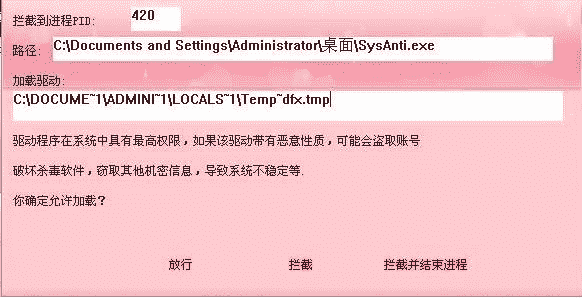 拦截到进程PID: 420
路径: C:\Documents and Settings\Administrator\桌面\SysAnti.exe
加载驱动:
C:\DOCUME~1\ADMINI~1\LOCALS~1\Temp~dfx.tmp
驱动程序在系统中具有最高权限，如果该驱动带有恶意性质，可能会盗取账号
破坏杀毒软件，窃取其他机密信息，导致系统不稳定等.
你确定允许加载？
放行 拦截 拦截并结束进程